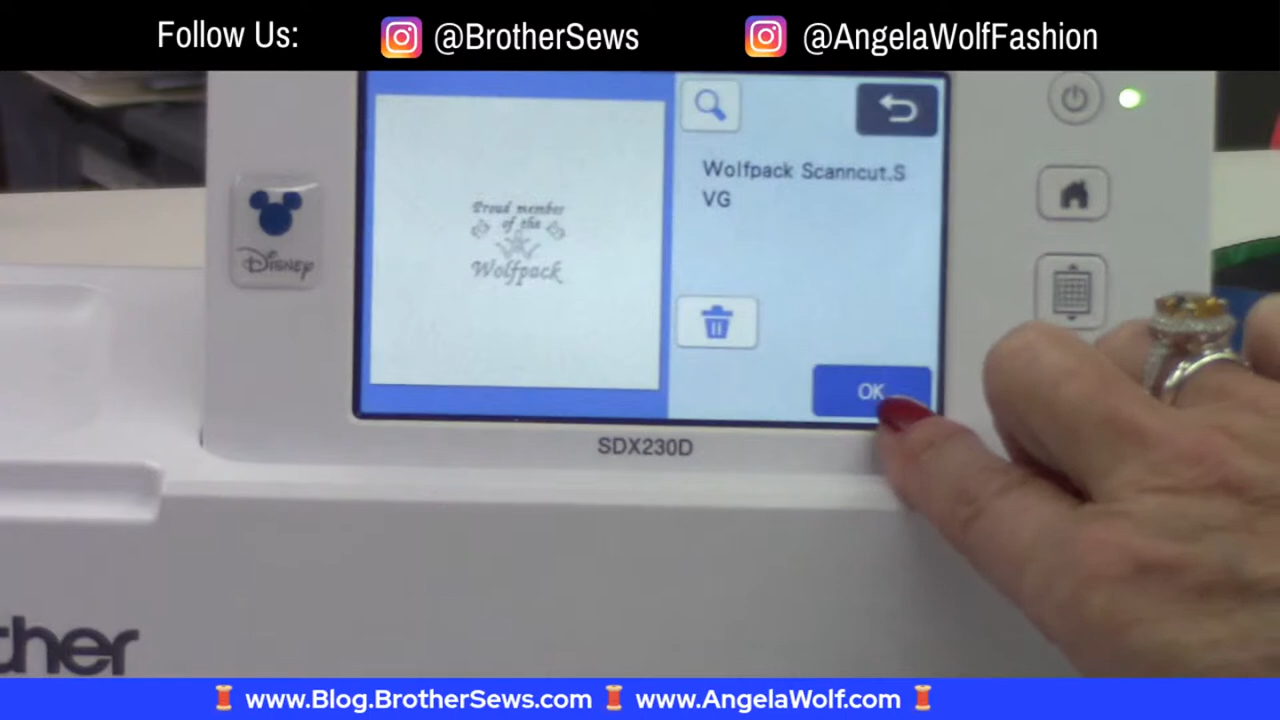 Follow Us:
@BrotherSews
@AngelaWolfFashion
Wolfpack Scanncut.S
VG
Proud member
of the
Wolfpack
DISNEY
OK
SDX230D
ther
www.Blog.BrotherSews.com
www.AngelaWolf.com